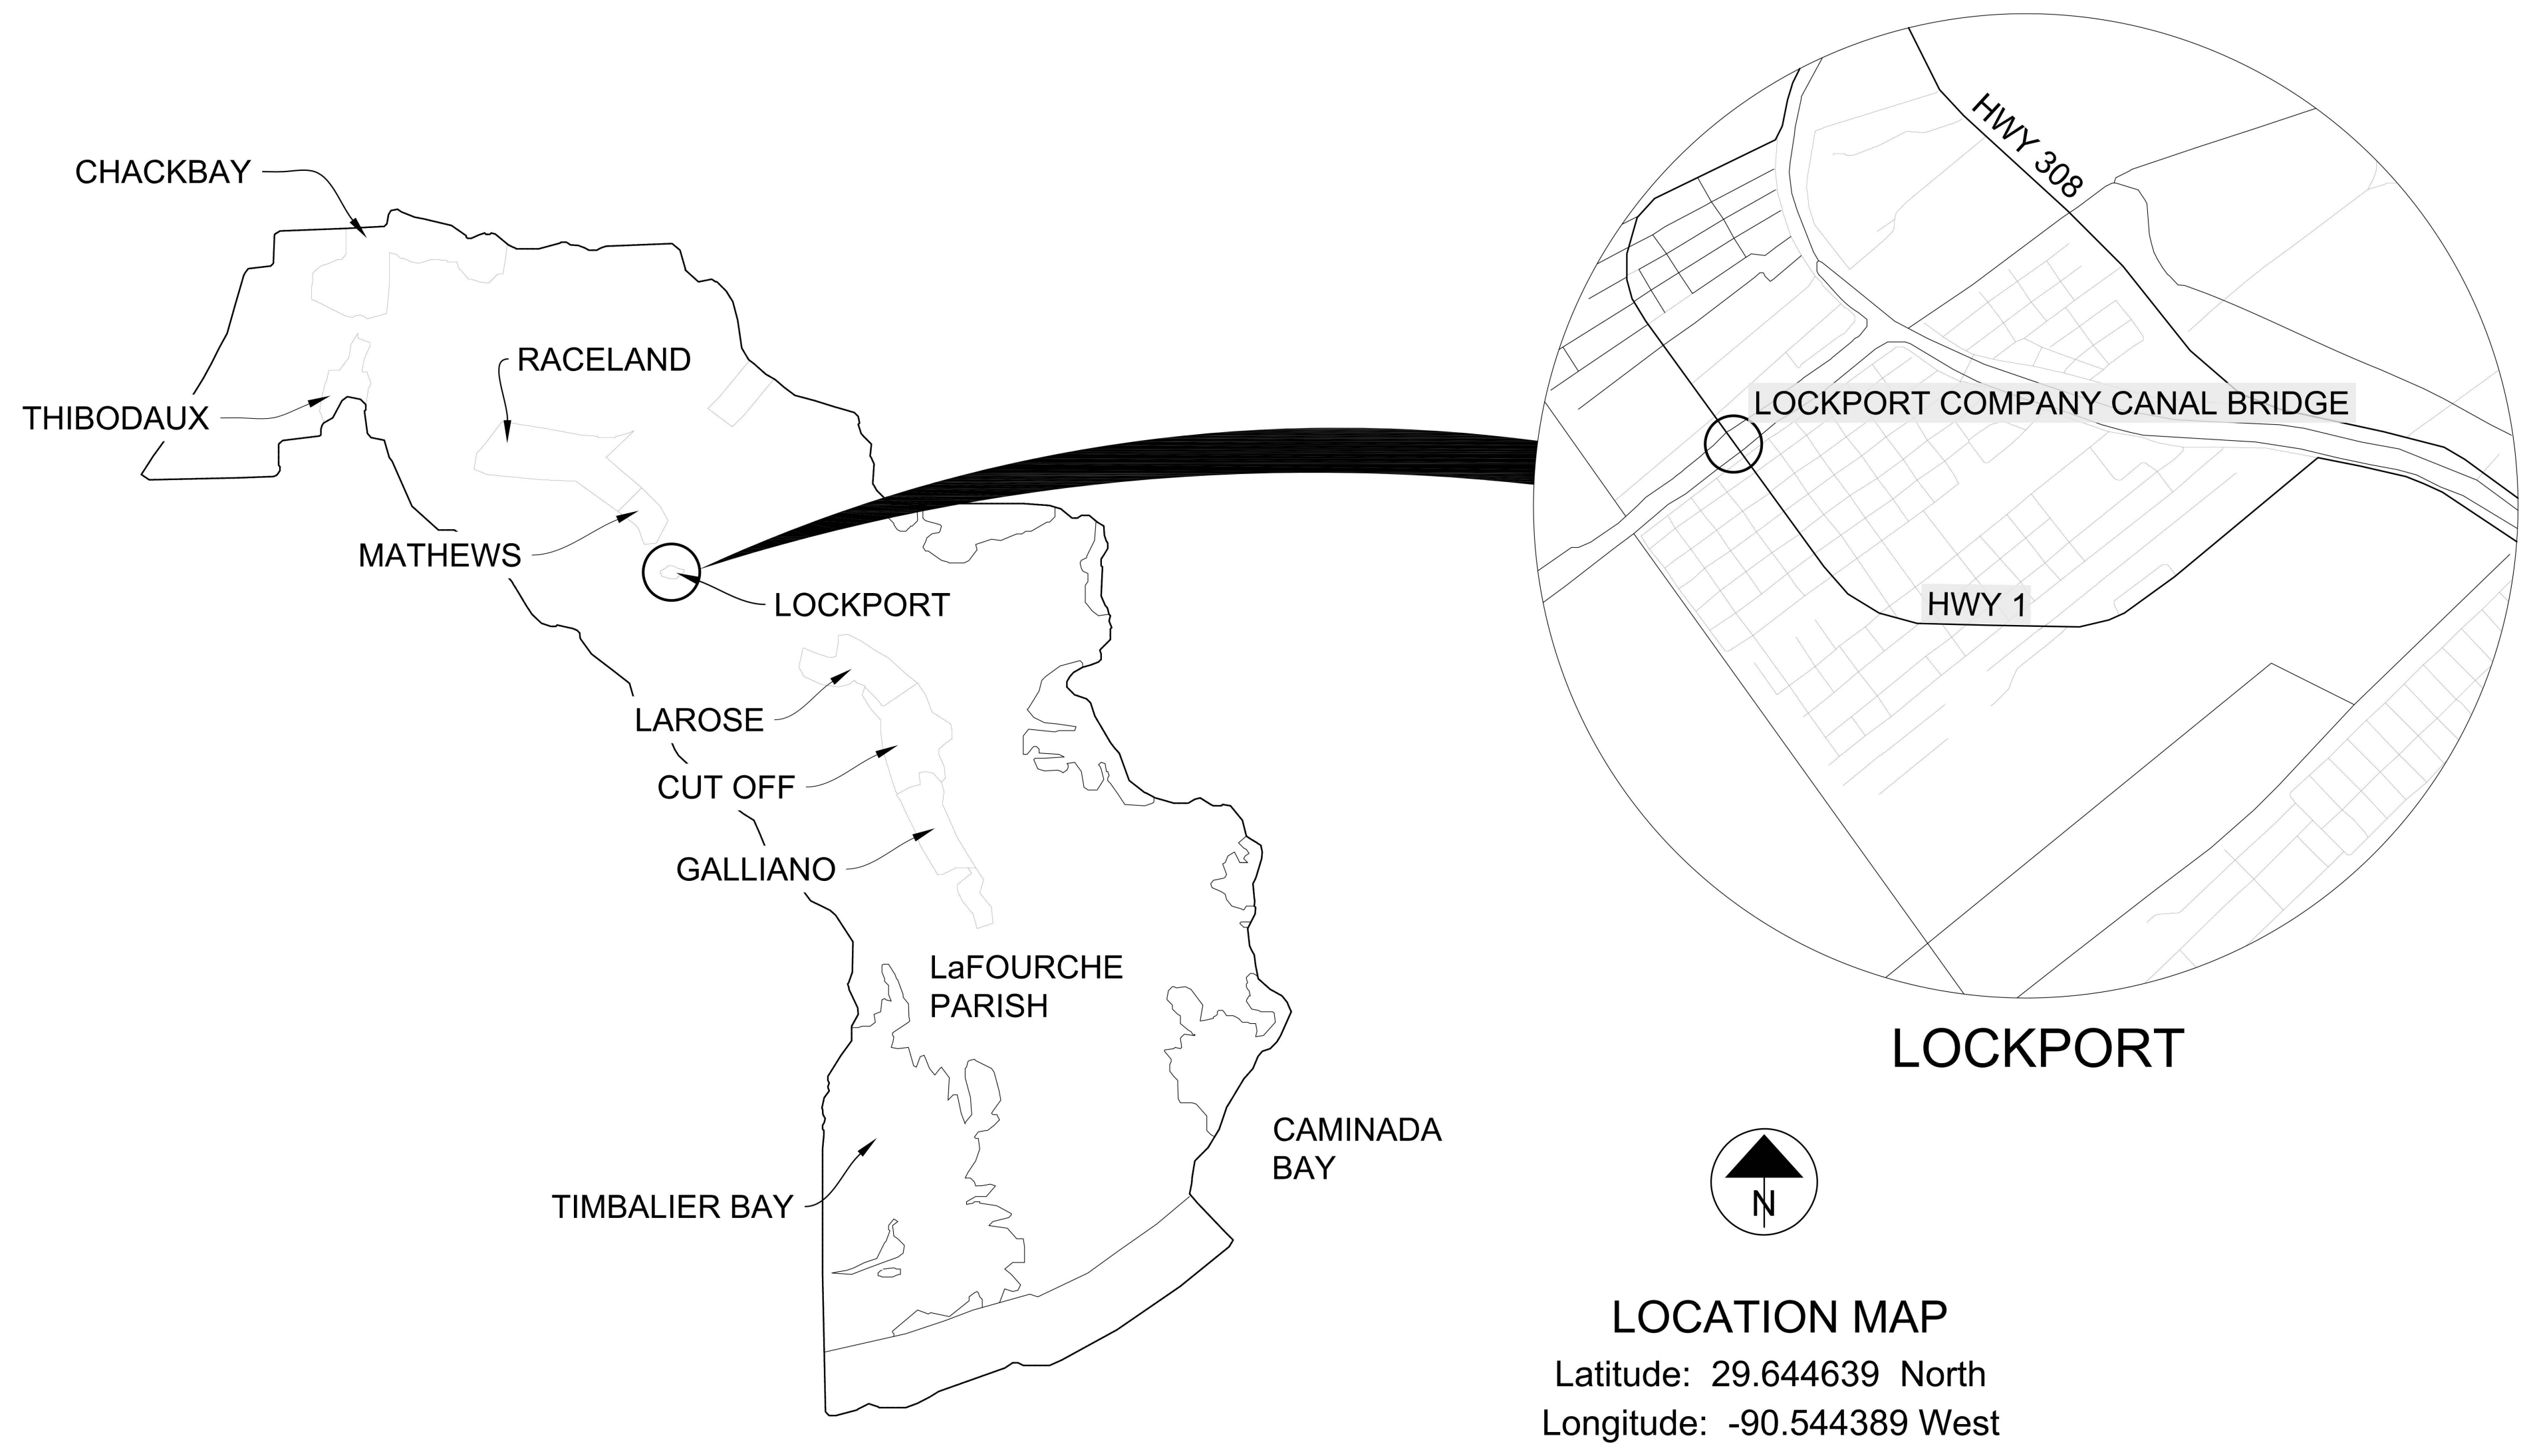 CHACKBAY
RACELAND
THIBODAUX
MATHEWS
LOCKPORT
LAROSE
CUT OFF
GALLIANO
LaFOURCHE
PARISH
TIMBALIER BAY
CAMINADA
BAY
HWY 308
LOCKPORT COMPANY CANAL BRIDGE
HWY 1
LOCKPORT
N
LOCATION MAP
Latitude: 29.644639 North
Longitude: -90.544389 West